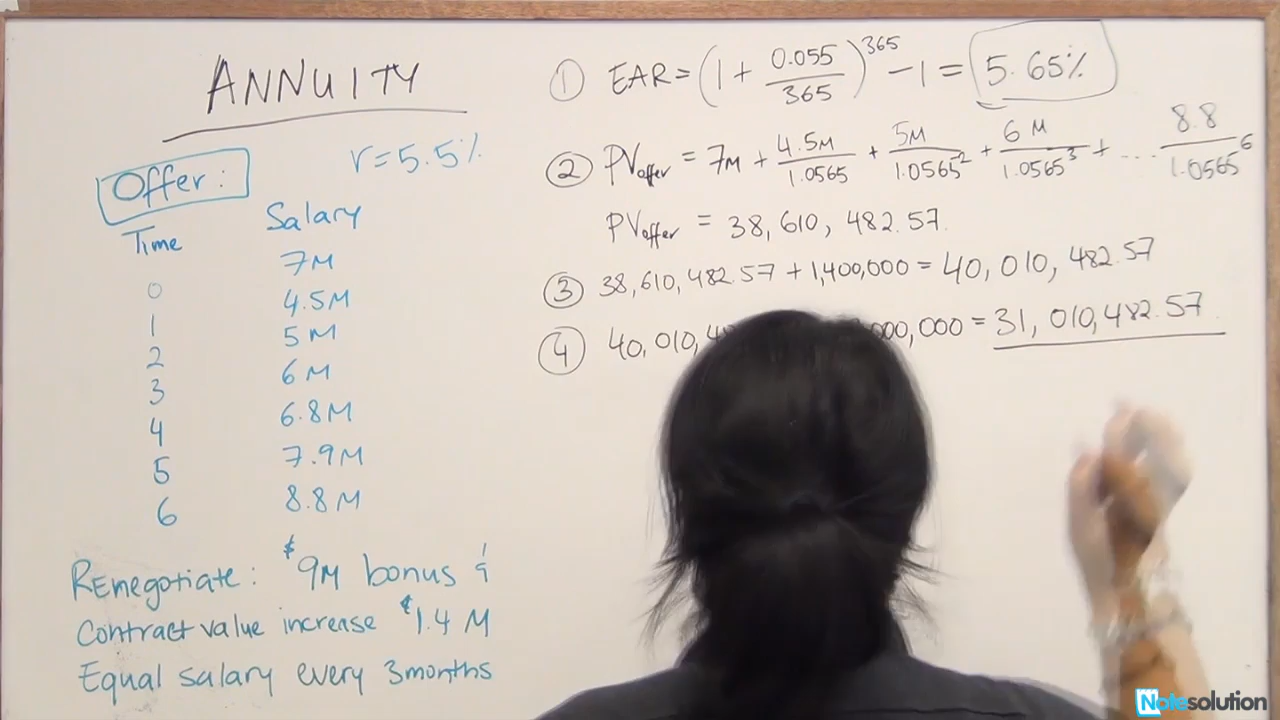 ANNUITY
r=5.5%
Offer:
Time Salary
0 7M
1 4.5M
2 5M
3 6M
4 6.8M
5 7.9M
6 8.8M
REnegotiate: $9M bonus &
Contract value increase $1.4 M
Equal salary every 3months
① EAR = (1 + 0.055/365)^365 - 1 = 5.65%
② PVoffer = 7M + 4.5M/1.0565 + 5M/1.0565^2 + 6M/1.0565^3 + .... 8.8/1.0565^6
PVoffer = 38,610,482.57.
③ 38,610,482.57 + 1,400,000 = 40,010,482.57
④ 40,010,4 000,000 = 31,010,482.57.
Notesolution